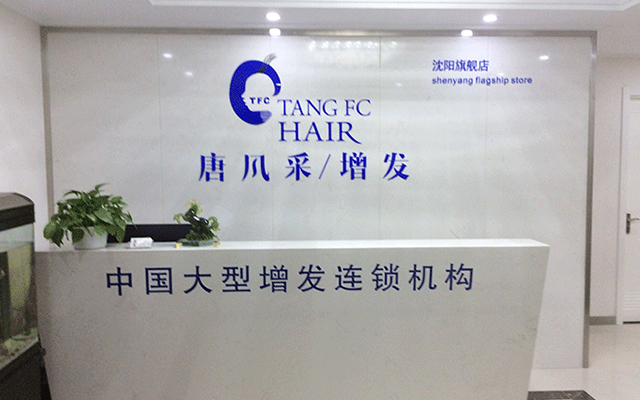 沈阳旗舰店
shenyang flagship store
TFC
TANG FC
HAIR
唐风采/增发
中国大型增发连锁机构